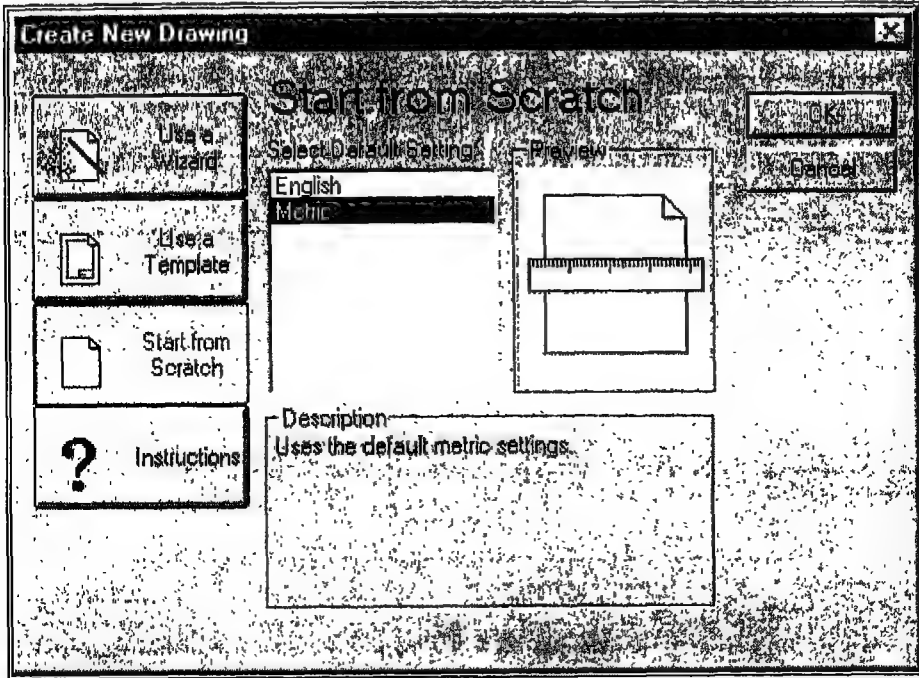 Create New Drawing
Start from Scratch
Use a
Wizard
Use a
Template
Start from
Scratch
Instructions
Select Default Setting:
English
Metric
Preview
OK
Cancel
Description
Uses the default metric settings.